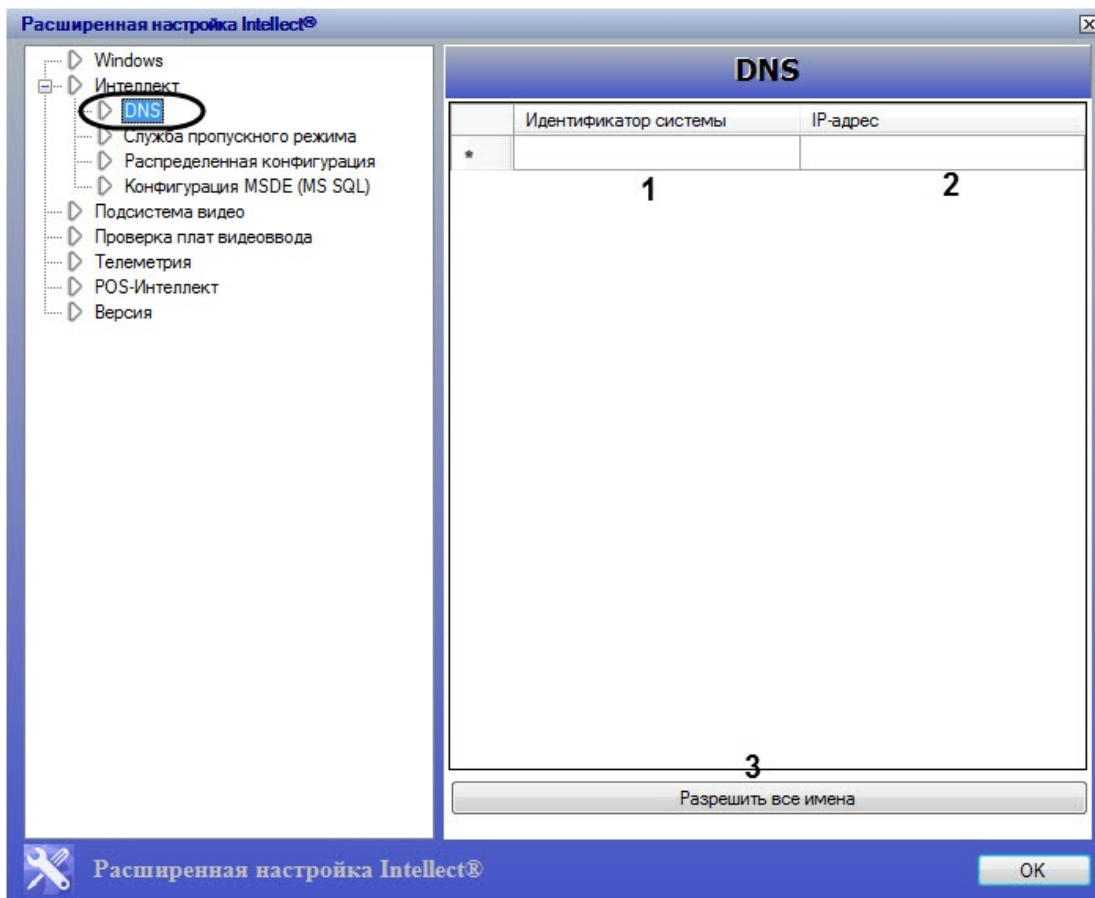 Расширенная настройка Intellect®
Windows
Интеллект
DNS
Служба пропускного режима
Распределенная конфигурация
Конфигурация MSDE (MS SQL)
Подсистема видео
Проверка плат видеоввода
Телеметрия
POS-Интеллект
Версия
DNS
Идентификатор системы IP-адрес
*
1 2
3
Разрешить все имена
Расширенная настройка Intellect®
OK